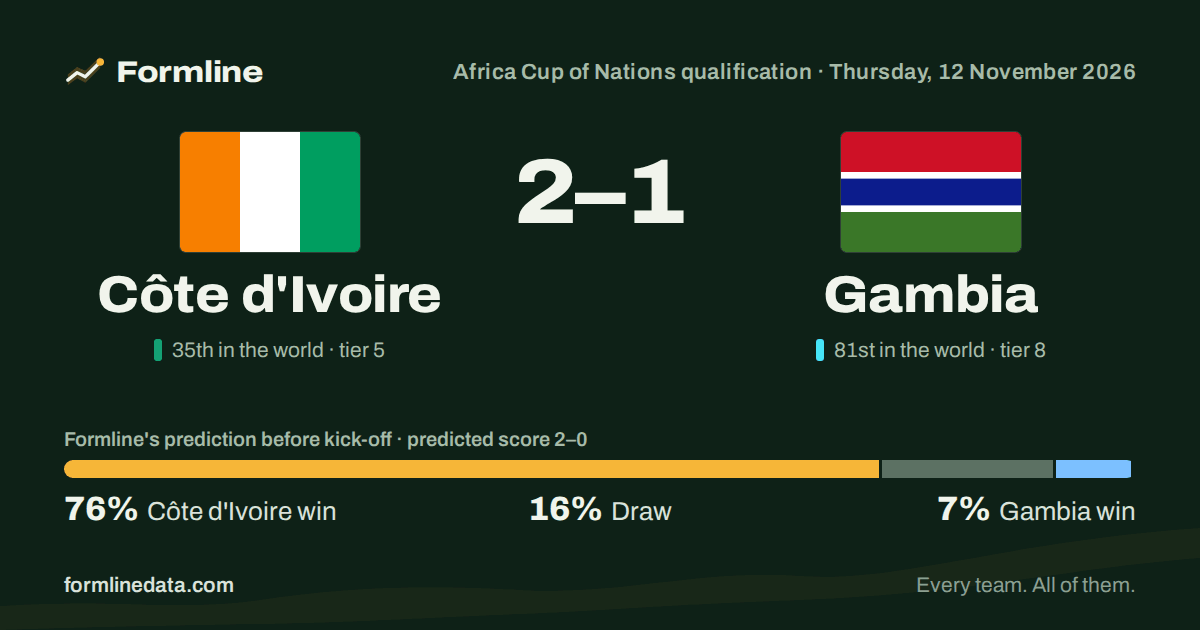 Formline
Africa Cup of Nations qualification · Thursday, 12 November 2026
2–1
Côte d'Ivoire
Gambia
35th in the world · tier 5
81st in the world · tier 8
Formline's prediction before kick-off · predicted score 2–0
76% Côte d'Ivoire win
16% Draw
7% Gambia win
formlinedata.com
Every team. All of them.